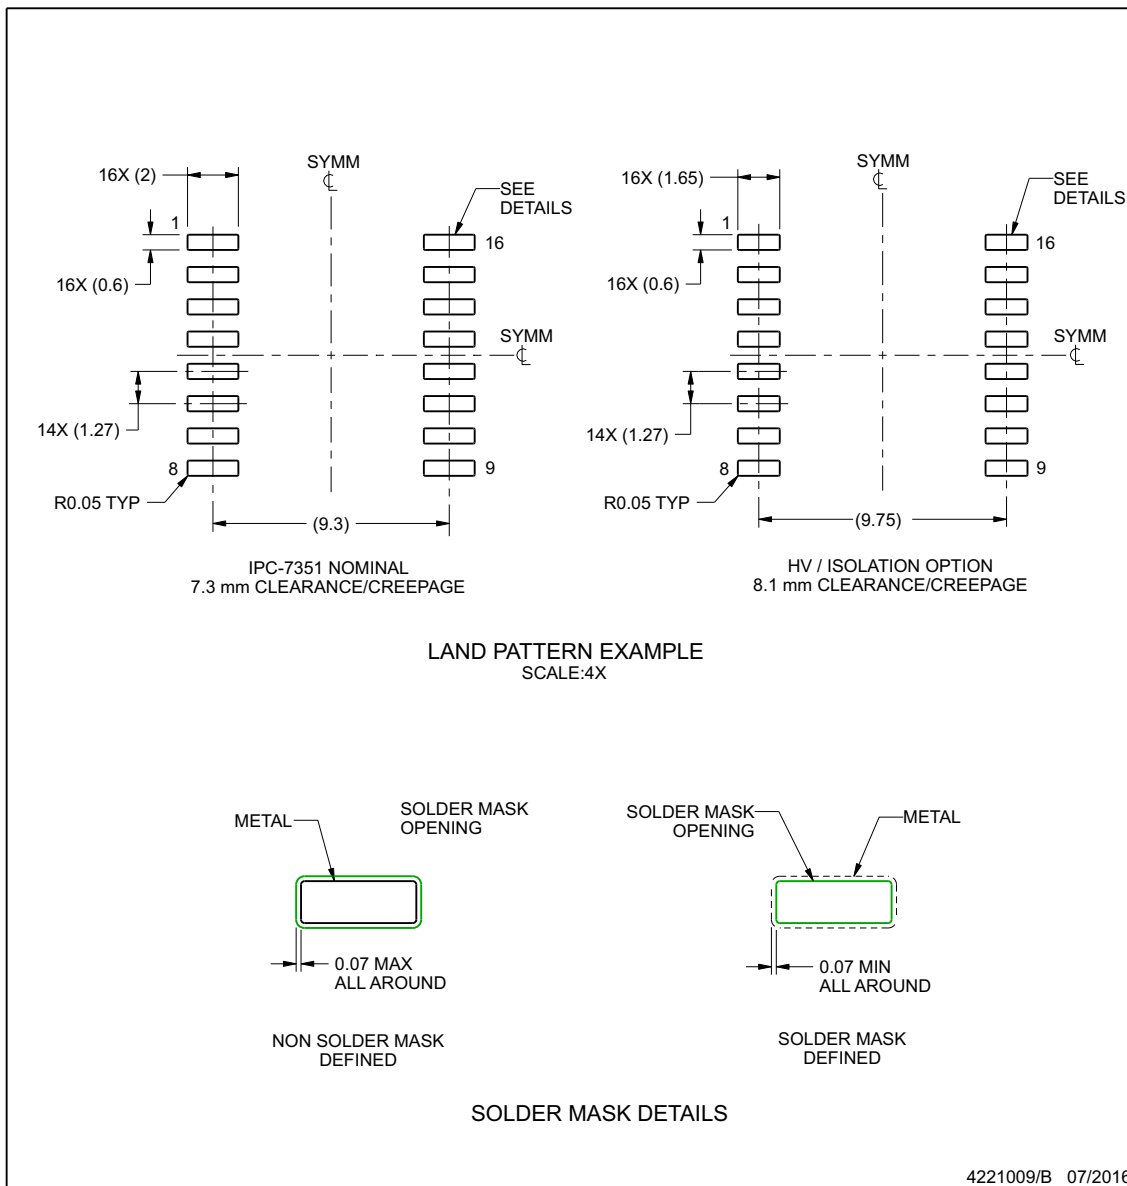 SYMM
16X (2)
SEE
DETAILS
1
16
16X (0.6)
SYMM
14X (1.27)
8
9
R0.05 TYP
(9.3)
IPC-7351 NOMINAL
7.3 mm CLEARANCE/CREEPAGE
SYMM
16X (1.65)
SEE
DETAILS
1
16
16X (0.6)
SYMM
14X (1.27)
8
9
R0.05 TYP
(9.75)
HV / ISOLATION OPTION
8.1 mm CLEARANCE/CREEPAGE
LAND PATTERN EXAMPLE
SCALE:4X
METAL
SOLDER MASK
OPENING
0.07 MAX
ALL AROUND
NON SOLDER MASK
DEFINED
SOLDER MASK
OPENING
METAL
0.07 MIN
ALL AROUND
SOLDER MASK
DEFINED
SOLDER MASK DETAILS
4221009/B 07/2016